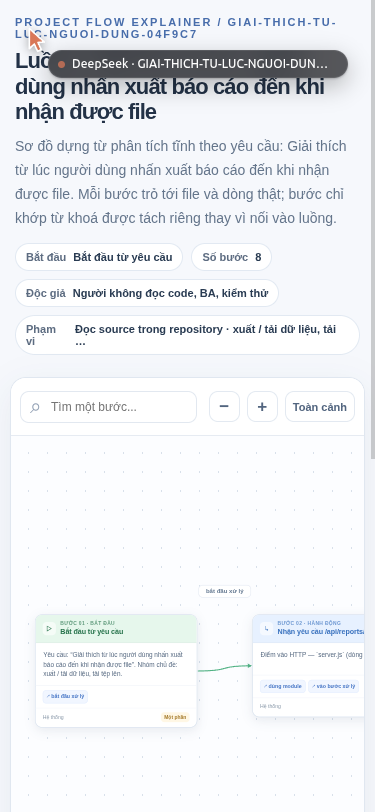 PROJECT FLOW EXPLAINER / GIAI-THICH-TU-
LUC-NGUOI-DUNG-04F9C7
DeepSeek · GIAI-THICH-TU-LUC-NGUOI-DUN...
dùng nhấn xuất báo cáo đến khi
nhận được file
Sơ đồ dựng từ phân tích tĩnh theo yêu cầu: Giải thích
từ lúc người dùng nhấn xuất báo cáo đến khi nhận
được file. Mỗi bước trỏ tới file và dòng thật; bước chỉ
khớp từ khoá được tách riêng thay vì nối vào luồng.
Bắt đầu Bắt đầu từ yêu cầu
Số bước 8
Độc giả Người không đọc code, BA, kiểm thử
Phạm vi
Đọc source trong repository · xuất / tải dữ liệu, tải
...
Tìm một bước...
− + Toàn cảnh
bắt đầu xử lý
BƯỚC 01 · BẮT ĐẦU
Bắt đầu từ yêu cầu
Yêu cầu: “Giải thích từ lúc người dùng nhấn xuất
báo cáo đến khi nhận được file”. Nhóm chủ đề:
xuất / tải dữ liệu, tải tệp lên.
↗ bắt đầu xử lý
Hệ thống
Một phần
BƯỚC 02 · HÀNH ĐỘNG
Nhận yêu cầu /api/reports
Điểm vào HTTP — `server.js` (dòng
↗ dùng module ↗ vào bước xử lý
Hệ thống